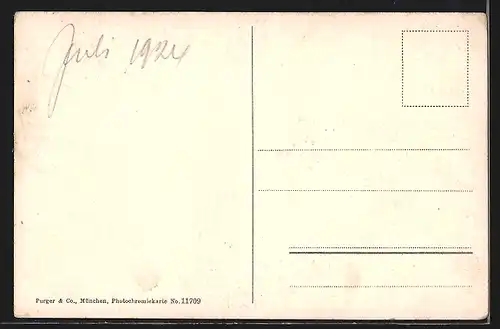 Juli 1924
Purger & Co., München, Photochromiekarte No. 11709